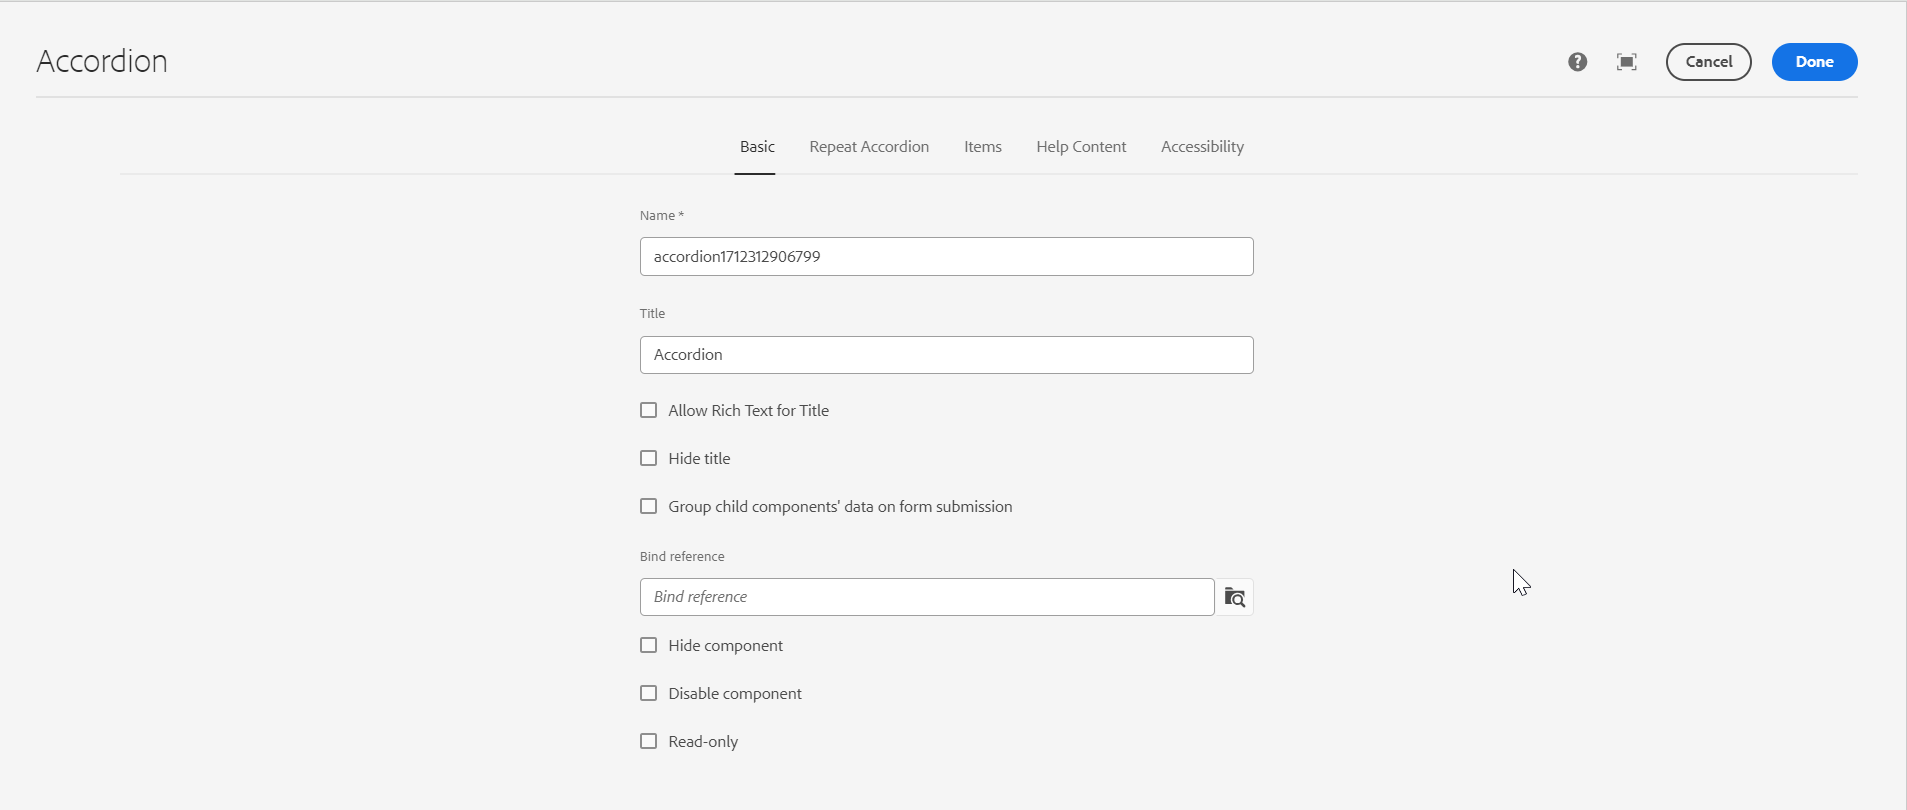 Accordion
Cancel
Done
Basic
Repeat Accordion
Items
Help Content
Accessibility
Name *
accordion1712312906799
Title
Accordion
Allow Rich Text for Title
Hide title
Group child components' data on form submission
Bind reference
Bind reference
Hide component
Disable component
Read-only